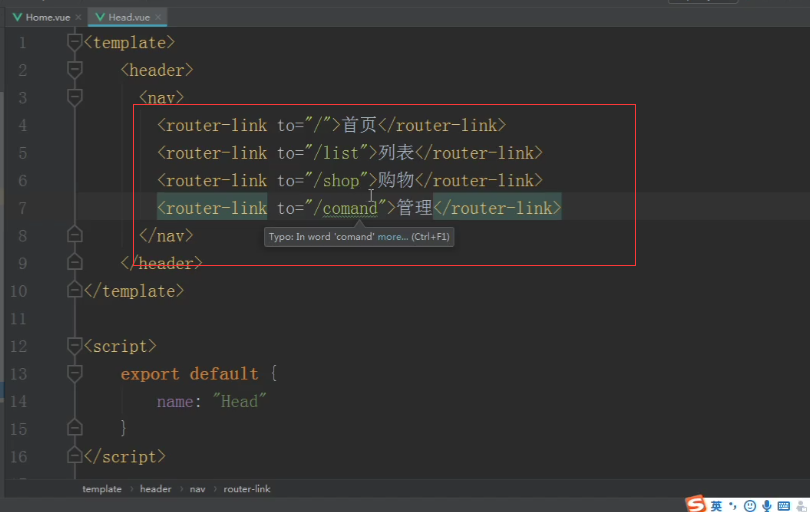 Home.vue Head.vue
1 <template>
2 <header>
3 <nav>
4 <router-link to="/">首页</router-link>
5 <router-link to="/list">列表</router-link>
6 <router-link to="/shop">购物</router-link>
7 <router-link to="/comand">管理</router-link>
8 </nav>
Typo: In word 'comand' more... (Ctrl+F1)
9 </header>
10 </template>
11
12 <script>
13 export default {
14 name: "Head"
15 }
16 </script>
template header nav router-link
S 英